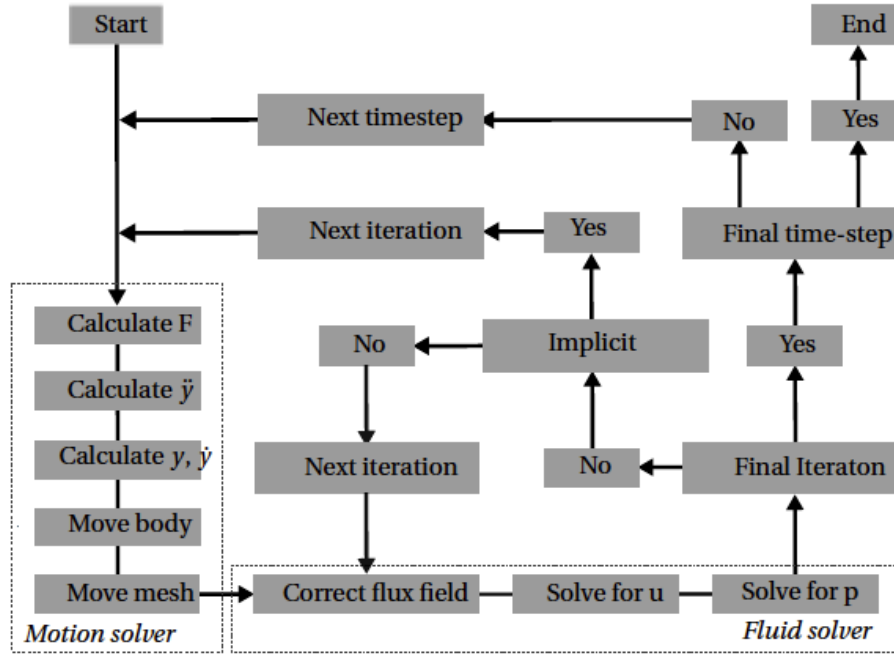 Start
End
Next timestep
No
Yes
Next iteration
Yes
Final time-step
Calculate F
No
Implicit
Yes
Calculate ÿ
Calculate y, ẏ
Next iteration
No
Final Iteraton
Move body
Move mesh
Correct flux field
Solve for u
Solve for p
Motion solver
Fluid solver